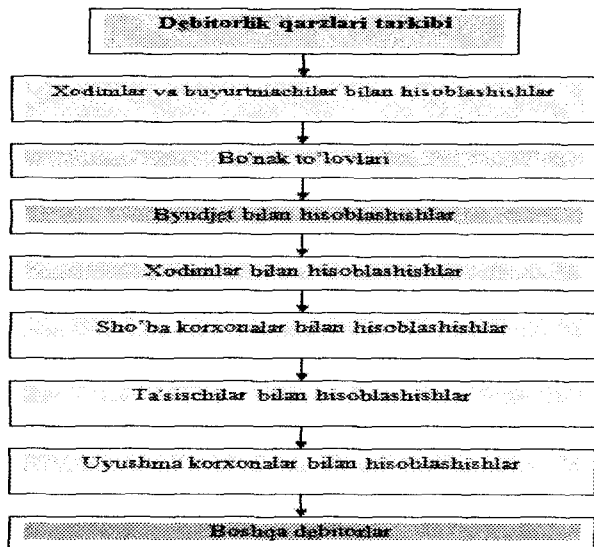 Debitorlik qarzlari tarkibi
Xodimlar va buyurtmachilar bilan hisoblashishlar
Bo'nak to'lovlari
Byudjet bilan hisoblashishlar
Xodimlar bilan hisoblashishlar
Sho''ba korxonalar bilan hisoblashishlar
Ta'sischilar bilan hisoblashishlar
Uyushma korxonalar bilan hisoblashishlar
Boshqa debitorlar